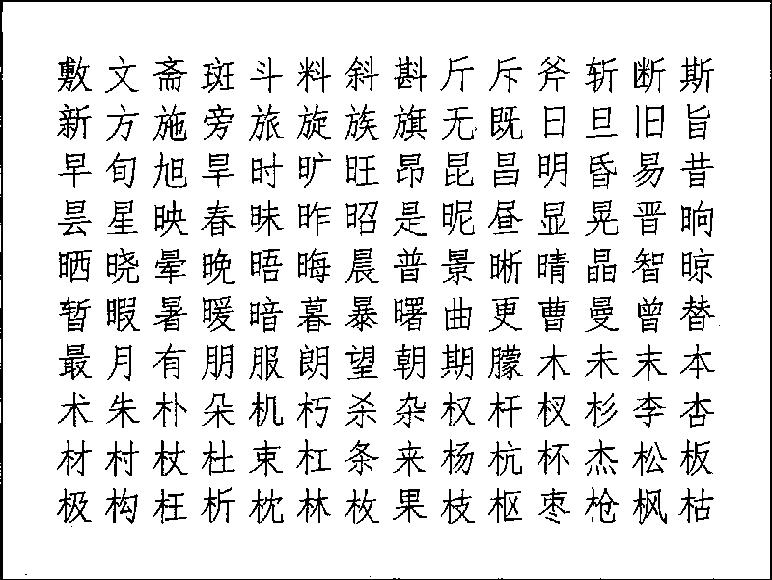 敷文斋斑斗料斜斟斤斥斧斩断斯
新方施旁旅旋族旗无既日旦旧旨
早旬旭旱时旷旺昂昆昌明昏易昔
昙星映春昧昨昭是昵昼显晃晋晌
晒晓晕晚晤晦晨普景晰晴晶智晾
暂暇暑暖暗暮暴曙曲更曹曼曾替
最月有朋服朗望朝期朦木未末本
术朱朴朵机朽杀杂权杆杈杉李杏
材村杖杜束杠条来杨杭杯杰松板
极构枉析枕林枚果枝枢枣枪枫枯